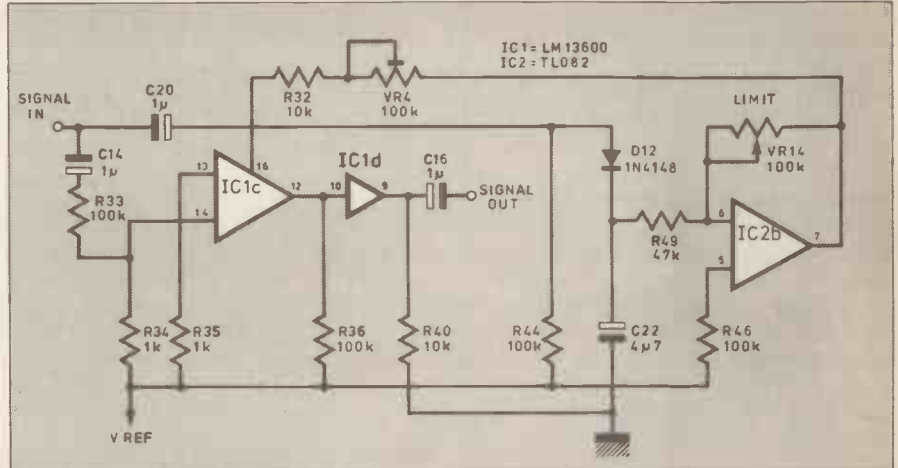 IC1 = LM13600
IC2 = TL082
SIGNAL
IN
C20
1μ
R32
10k
VR4
100k
LIMIT
VR14
100k
C14
1μ
R33
100k
13
16
14
IC1c
12
IC1d
10
9
C16
1μ
SIGNAL
OUT
D12
1N4148
R49
47k
6
5
IC2b
7
R34
1k
R35
1k
R36
100k
R40
10k
R44
100k
C22
4μ7
R46
100k
V REF